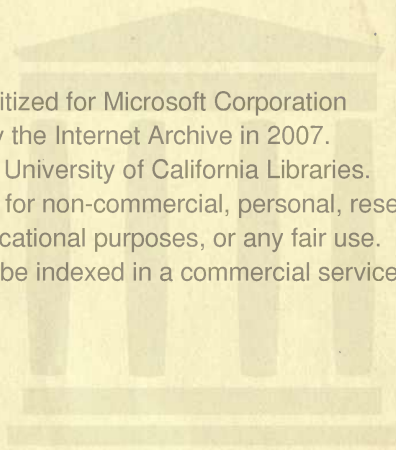 itized for Microsoft Corporation
y the Internet Archive in 2007.
University of California Libraries.
for non-commercial, personal, rese
cational purposes, or any fair use.
be indexed in a commercial service